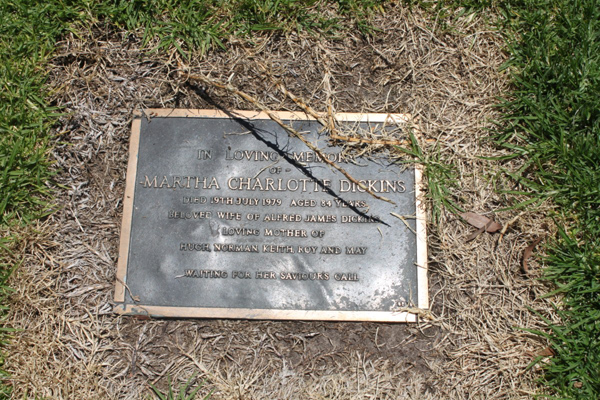 IN LOVING MEMORY
OF
MARTHA CHARLOTTE DICKINS
DIED 19TH JULY 1979 AGED 84 YEARS,
BELOVED WIFE OF ALFRED JAMES DICKINS
LOVING MOTHER OF
HUGH, NORMAN, KEITH, ROY AND MAY
WAITING FOR HER SAVIOURS CALL